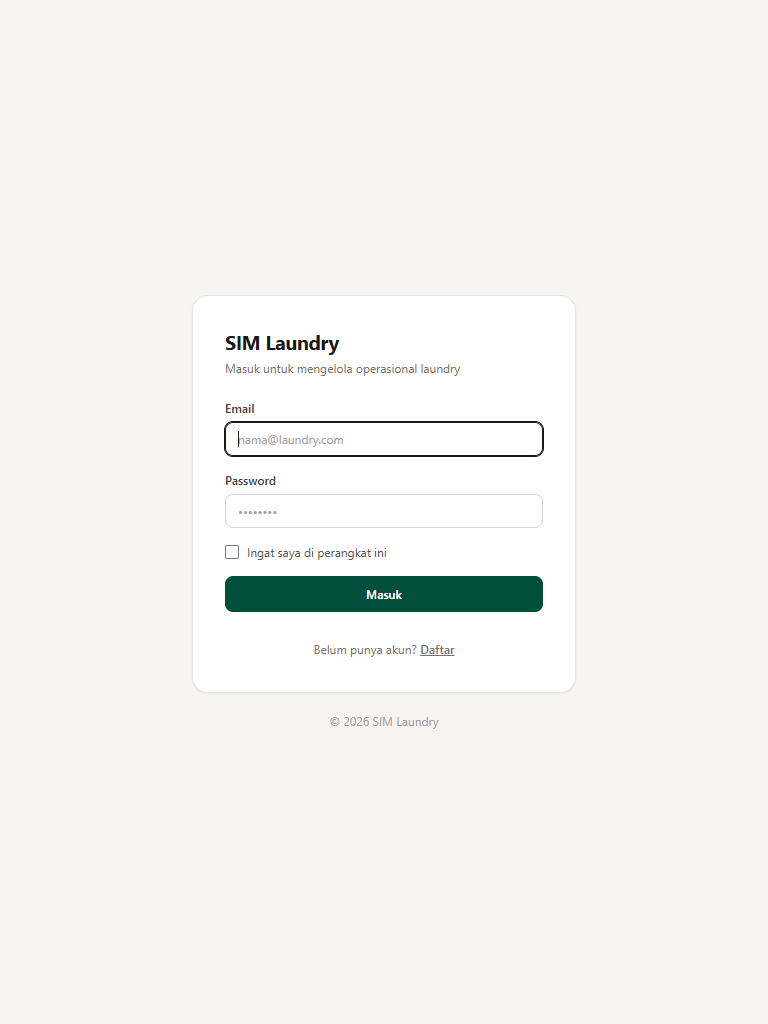 SIM Laundry
Masuk untuk mengelola operasional laundry
Email
nama@laundry.com
Password
••••••••
Ingat saya di perangkat ini
Masuk
Belum punya akun? Daftar
© 2026 SIM Laundry